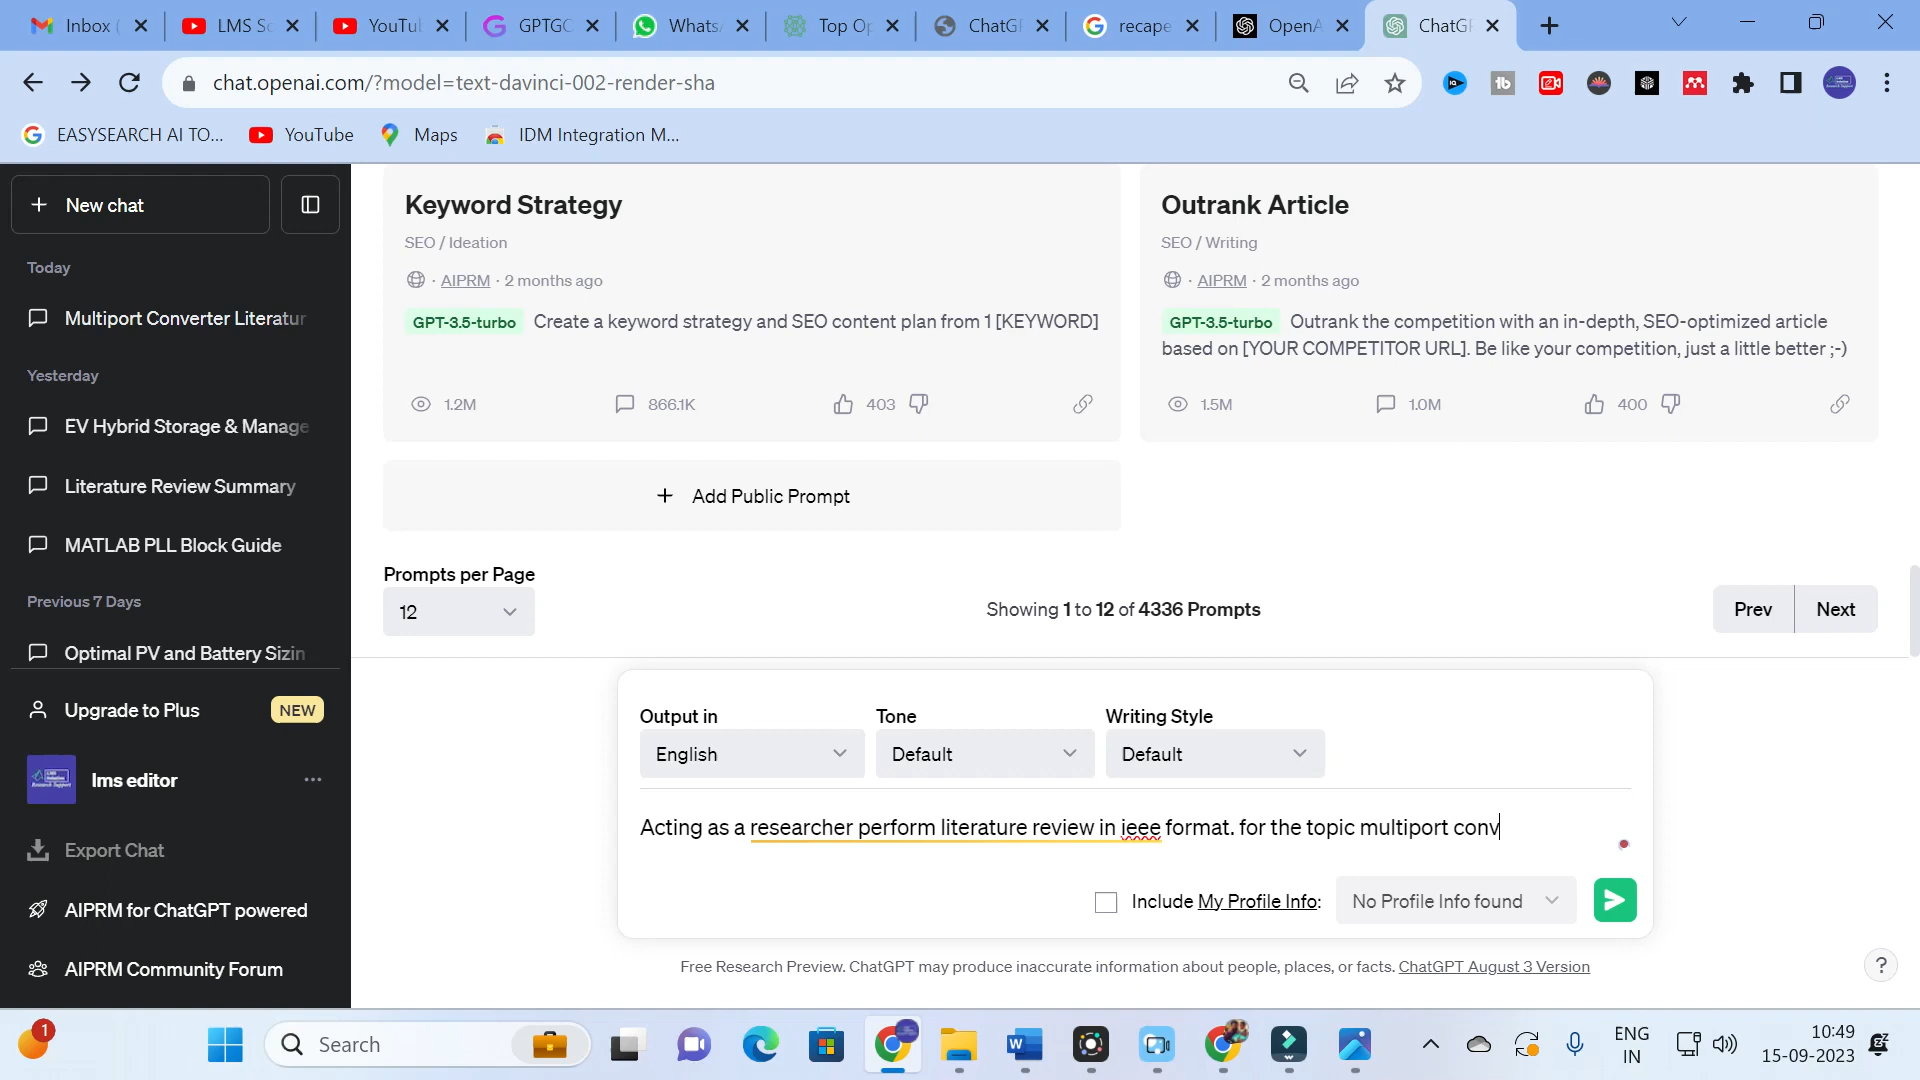 Inbox (
LMS Sc
YouTul
GPTGC
Whats
Top Op
ChatGI
recape
OpenA
ChatGF
chat.openai.com/?model=text-davinci-002-render-sha
EASYSEARCH AI TO...
YouTube
Maps
IDM Integration M...
New chat
Today
Multiport Converter Literatur
Yesterday
EV Hybrid Storage & Manage
Literature Review Summary
MATLAB PLL Block Guide
Previous 7 Days
Optimal PV and Battery Sizin
Upgrade to Plus NEW
lms editor
Export Chat
AIPRM for ChatGPT powered
AIPRM Community Forum
Keyword Strategy
SEO / Ideation
· AIPRM · 2 months ago
GPT-3.5-turbo Create a keyword strategy and SEO content plan from 1 [KEYWORD]
1.2M 866.1K 403
Outrank Article
SEO / Writing
· AIPRM · 2 months ago
GPT-3.5-turbo Outrank the competition with an in-depth, SEO-optimized article
based on [YOUR COMPETITOR URL]. Be like your competition, just a little better ;-)
1.5M 1.0M 400
+ Add Public Prompt
Prompts per Page
12
Showing 1 to 12 of 4336 Prompts
Prev Next
Output in Tone Writing Style
English Default Default
Acting as a researcher perform literature review in ieee format. for the topic multiport conv
Include My Profile Info: No Profile Info found
Free Research Preview. ChatGPT may produce inaccurate information about people, places, or facts. ChatGPT August 3 Version
?
1
Search
ENG
IN
10:49
15-09-2023